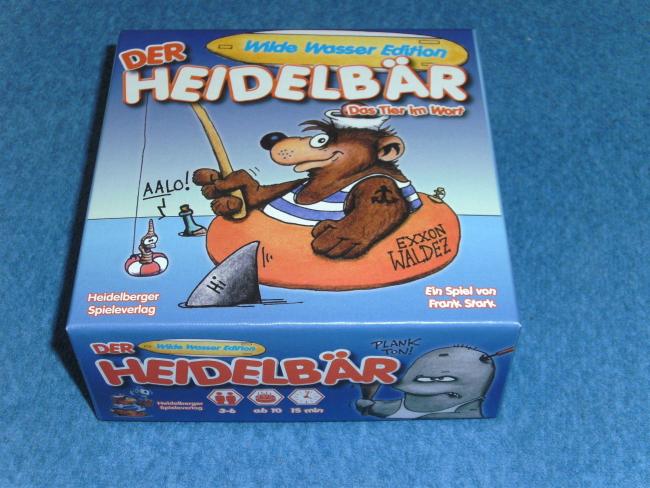 Wilde Wasser Edition
DER
HEIDELBÄR
Das Tier im Wort
AALO!
EXXON
WALDEZ
Hi
Heidelberger
Spieleverlag
Ein Spiel von
Frank Stark
DER
Wilde Wasser Edition
HEIDELBÄR
PLANK
TON!
Heidelberger
Spieleverlag
3-6
ab 10
15 min